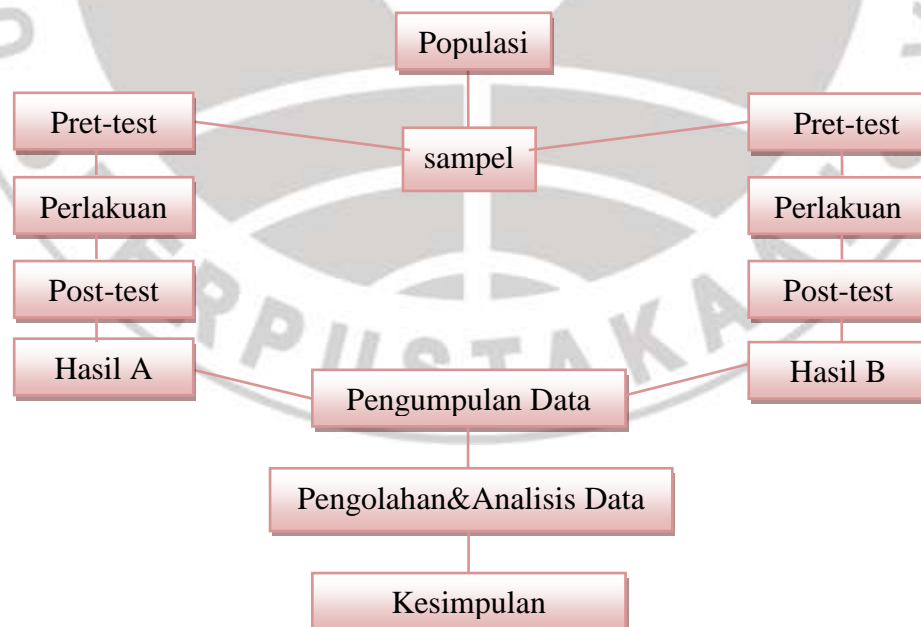 Populasi
Pret-test
sampel
Pret-test
Perlakuan
Perlakuan
Post-test
Post-test
Hasil A
Hasil B
Pengumpulan Data
Pengolahan&Analisis Data
Kesimpulan
PERPUSTAKAAN